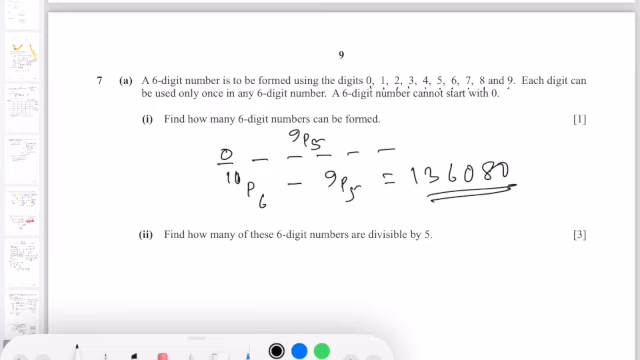 9
7 (a) A 6-digit number is to be formed using the digits 0, 1, 2, 3, 4, 5, 6, 7, 8 and 9. Each digit can
be used only once in any 6-digit number. A 6-digit number cannot start with 0.
(i) Find how many 6-digit numbers can be formed. [1]
9P5
0 _ _ _ _ _
10P6 - 9P5 = 136080
(ii) Find how many of these 6-digit numbers are divisible by 5. [3]